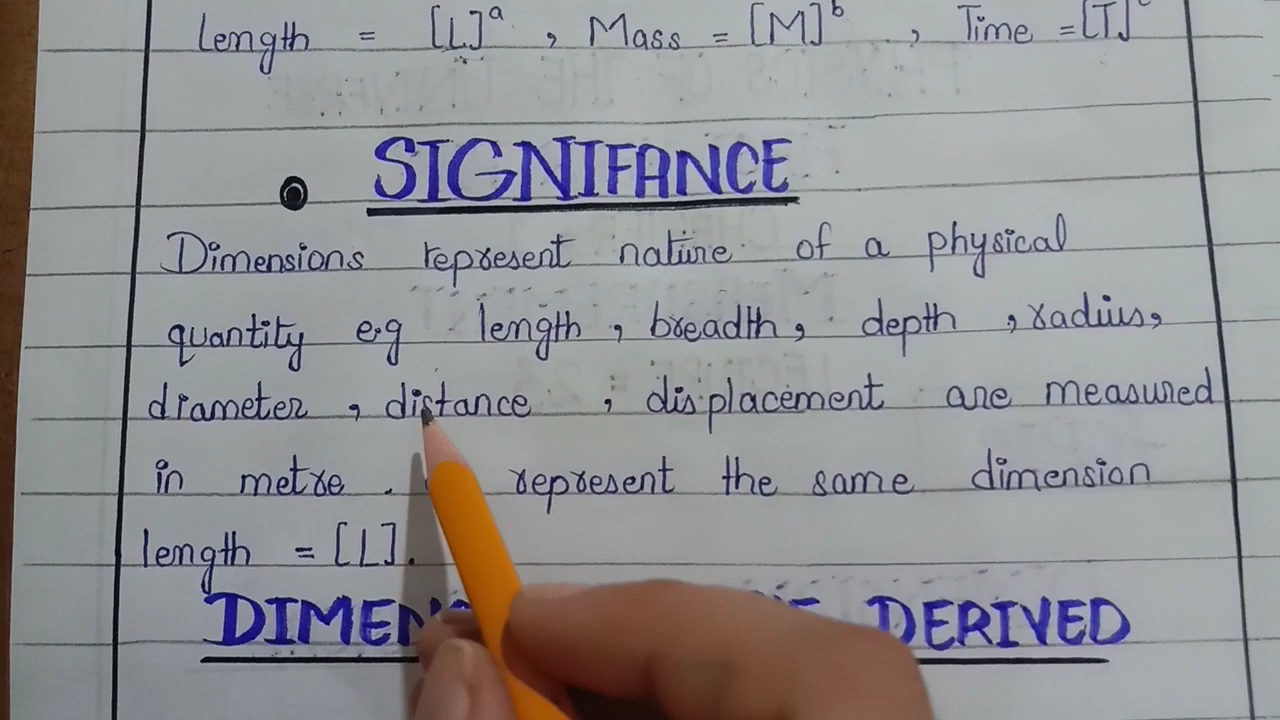 length = [L]ᵃ , Mass = [M]ᵇ , Time = [T]
SIGNIFANCE
Dimensions represent nature of a physical
quantity e.g length , breadth , depth , radius ,
diameter , distance , displacement are measured
in metre . represent the same dimension
length = [L].
DERIVED